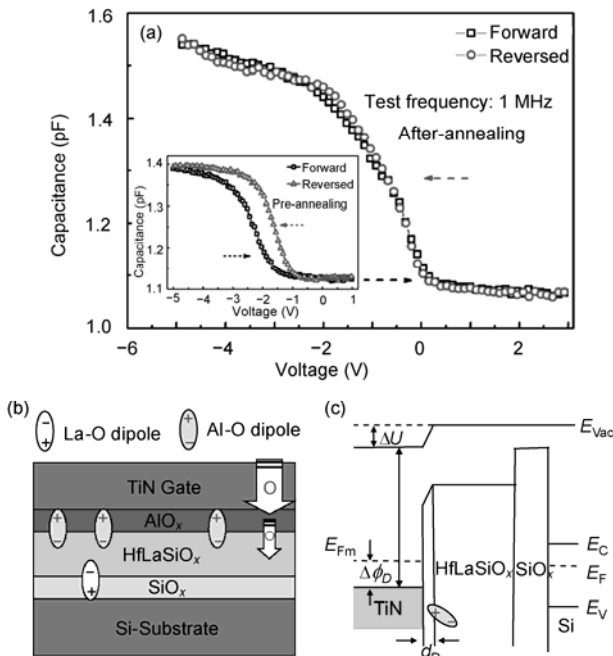 (a)
Forward
Reversed
Test frequency: 1 MHz
After-annealing
Capacitance (pF)
1.6
1.4
1.2
1.0
−6
−4
−2
0
2
Voltage (V)
Forward
Reversed
Pre-annealing
Capacitance (pF)
1.4
1.3
1.2
1.1
-5
-4
-3
-2
-1
0
1
Voltage (V)
(b)
La-O dipole
Al-O dipole
TiN Gate
O
AlOx
O
HfLaSiOx
SiOx
Si-Substrate
(c)
ΔU
EVac
EFm
ΔϕD
TiN
HfLaSiOx
SiOx
EC
EF
EV
Si
dD